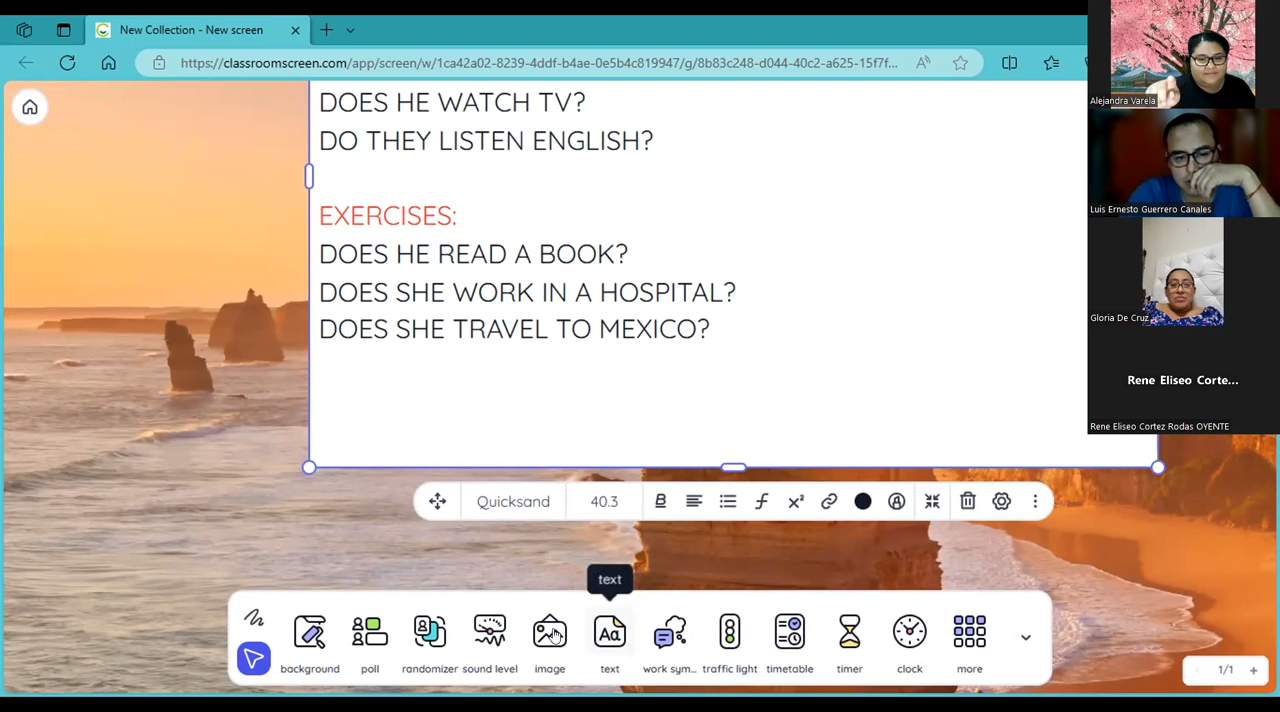 New Collection - New screen
https://classroomscreen.com/app/screen/w/1ca42a02-8239-4ddf-b4ae-0e5b4c819947/g/8b83c248-d044-40c2-a625-15f7f...
DOES HE WATCH TV?
DO THEY LISTEN ENGLISH?
EXERCISES:
DOES HE READ A BOOK?
DOES SHE WORK IN A HOSPITAL?
DOES SHE TRAVEL TO MEXICO?
Alejandra Varela
Luis Ernesto Guerrero Canales
Gloria De Cruz
Rene Eliseo Corte...
Rene Eliseo Cortez Rodas OYENTE
Quicksand 40.3 B
text
Aa
background poll randomizer sound level image text work sym... traffic light timetable timer clock more
1/1